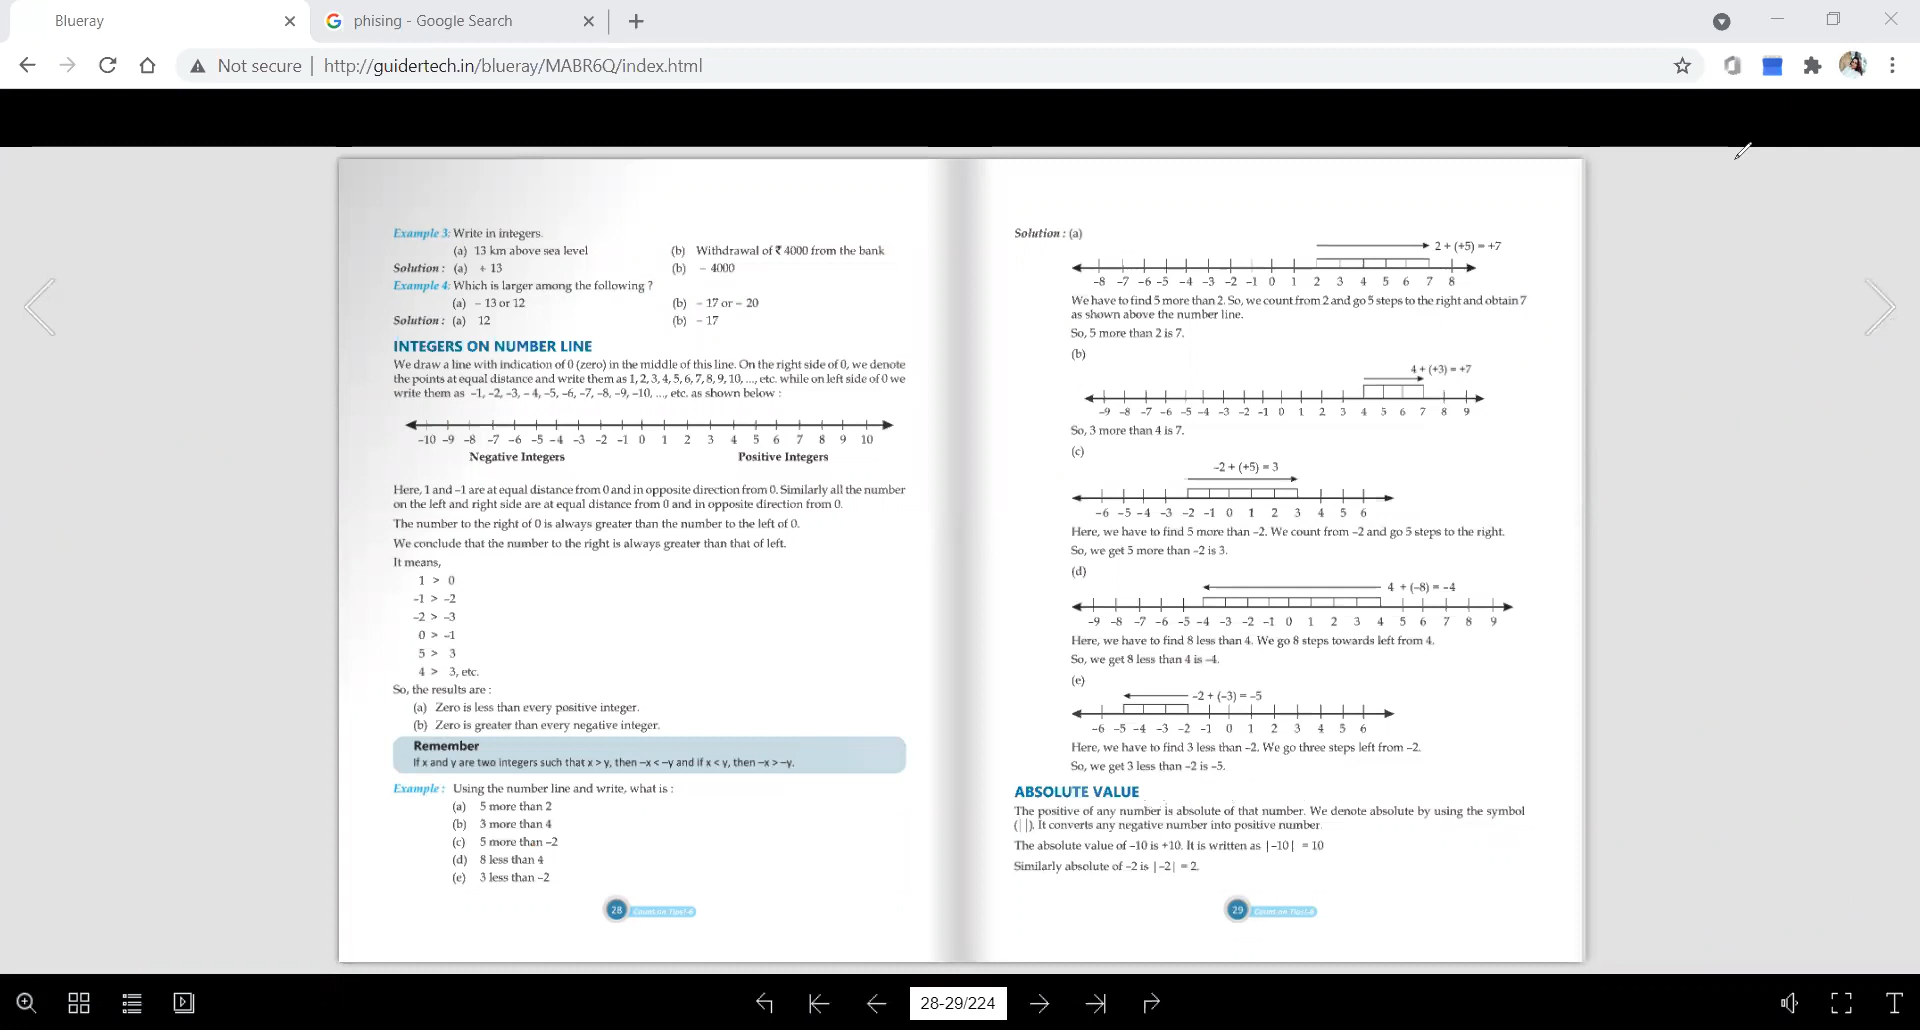 Blueray
phising - Google Search
Not secure | http://guidertech.in/blueray/MABR6Q/index.html
Example 3: Write in integers.
(a) 13 km above sea level (b) Withdrawal of ₹ 4000 from the bank
Solution : (a) + 13 (b) – 4000
Example 4: Which is larger among the following ?
(a) – 13 or 12 (b) – 17 or – 20
Solution : (a) 12 (b) – 17
INTEGERS ON NUMBER LINE
We draw a line with indication of 0 (zero) in the middle of this line. On the right side of 0, we denote
the points at equal distance and write them as 1, 2, 3, 4, 5, 6, 7, 8, 9, 10, ..., etc. while on left side of 0 we
write them as –1, –2, –3, – 4, –5, –6, –7, –8, –9, –10, ..., etc. as shown below :
–10 –9 –8 –7 –6 –5 –4 –3 –2 –1 0 1 2 3 4 5 6 7 8 9 10
Negative Integers Positive Integers
Here, 1 and –1 are at equal distance from 0 and in opposite direction from 0. Similarly all the number
on the left and right side are at equal distance from 0 and in opposite direction from 0.
The number to the right of 0 is always greater than the number to the left of 0.
We conclude that the number to the right is always greater than that of left.
It means,
1 > 0
–1 > –2
–2 > –3
0 > –1
5 > 3
4 > 3, etc.
So, the results are :
(a) Zero is less than every positive integer.
(b) Zero is greater than every negative integer.
Remember
If x and y are two integers such that x > y, then –x < –y and if x < y, then –x > –y.
Example : Using the number line and write, what is :
(a) 5 more than 2
(b) 3 more than 4
(c) 5 more than –2
(d) 8 less than 4
(e) 3 less than –2
28 Count on Tips!-6
Solution : (a)
2 + (+5) = +7
–8 –7 –6 –5 –4 –3 –2 –1 0 1 2 3 4 5 6 7 8
We have to find 5 more than 2. So, we count from 2 and go 5 steps to the right and obtain 7
as shown above the number line.
So, 5 more than 2 is 7.
(b)
4 + (+3) = +7
–9 –8 –7 –6 –5 –4 –3 –2 –1 0 1 2 3 4 5 6 7 8 9
So, 3 more than 4 is 7.
(c)
–2 + (+5) = 3
–6 –5 –4 –3 –2 –1 0 1 2 3 4 5 6
Here, we have to find 5 more than –2. We count from –2 and go 5 steps to the right.
So, we get 5 more than –2 is 3.
(d)
4 + (–8) = –4
–9 –8 –7 –6 –5 –4 –3 –2 –1 0 1 2 3 4 5 6 7 8 9
Here, we have to find 8 less than 4. We go 8 steps towards left from 4.
So, we get 8 less than 4 is –4.
(e)
–2 + (–3) = –5
–6 –5 –4 –3 –2 –1 0 1 2 3 4 5 6
Here, we have to find 3 less than –2. We go three steps left from –2.
So, we get 3 less than –2 is –5.
ABSOLUTE VALUE
The positive of any number is absolute of that number. We denote absolute by using the symbol
(| |). It converts any negative number into positive number.
The absolute value of –10 is +10. It is written as |–10| = 10
Similarly absolute of –2 is |–2| = 2.
29 Count on Tips!-6
28-29/224